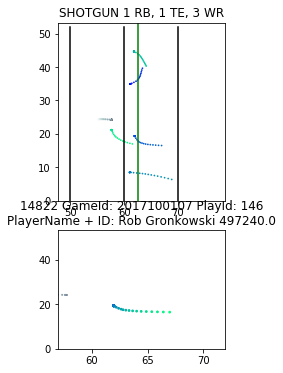 SHOTGUN 1 RB, 1 TE, 3 WR
50
40
30
20
10
0
50 60 70
14822 GameId: 2017100107 PlayId: 146
PlayerName + ID: Rob Gronkowski 497240.0
40
20
0
60 65 70